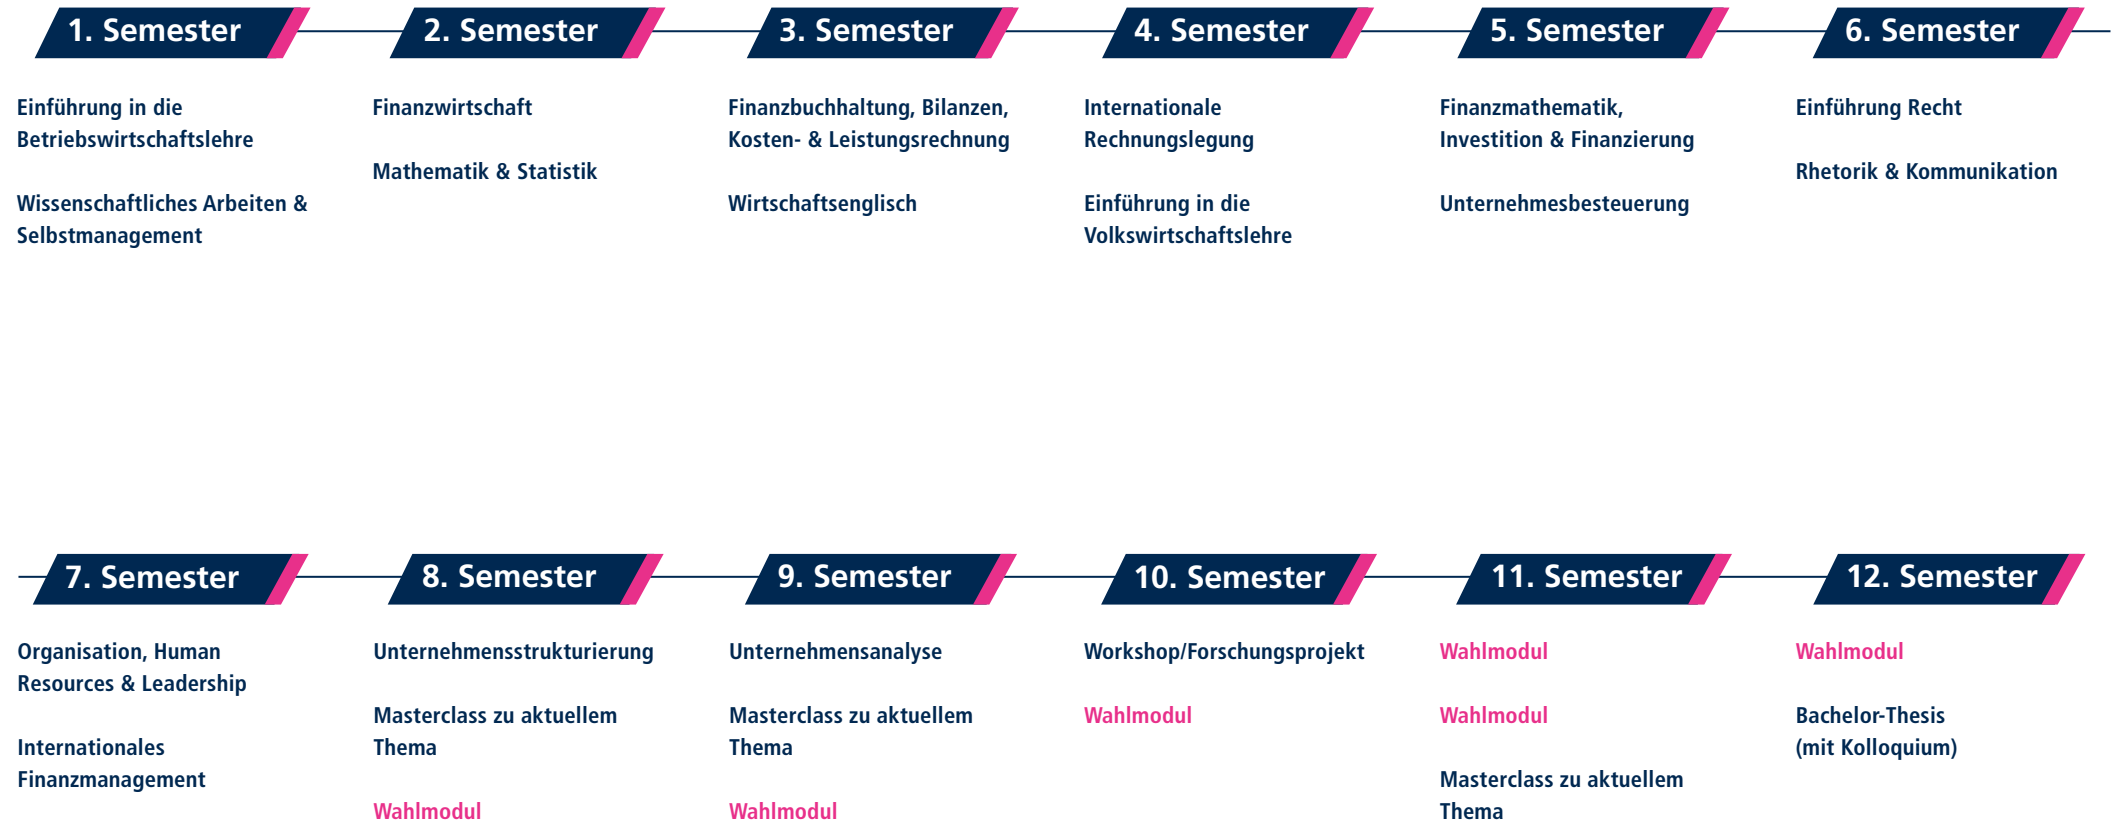 1. Semester
Einführung in die
Betriebswirtschaftslehre
Wissenschaftliches Arbeiten &
Selbstmanagement
2. Semester
Finanzwirtschaft
Mathematik & Statistik
3. Semester
Finanzbuchhaltung, Bilanzen,
Kosten- & Leistungsrechnung
Wirtschaftsenglisch
4. Semester
Internationale
Rechnungslegung
Einführung in die
Volkswirtschaftslehre
5. Semester
Finanzmathematik,
Investition & Finanzierung
Unternehmesbesteuerung
6. Semester
Einführung Recht
Rhetorik & Kommunikation
7. Semester
Organisation, Human
Resources & Leadership
Internationales
Finanzmanagement
8. Semester
Unternehmensstrukturierung
Masterclass zu aktuellem
Thema
Wahlmodul
9. Semester
Unternehmensanalyse
Masterclass zu aktuellem
Thema
Wahlmodul
10. Semester
Workshop/Forschungsprojekt
Wahlmodul
11. Semester
Wahlmodul
Wahlmodul
Masterclass zu aktuellem
Thema
12. Semester
Wahlmodul
Bachelor-Thesis
(mit Kolloquium)